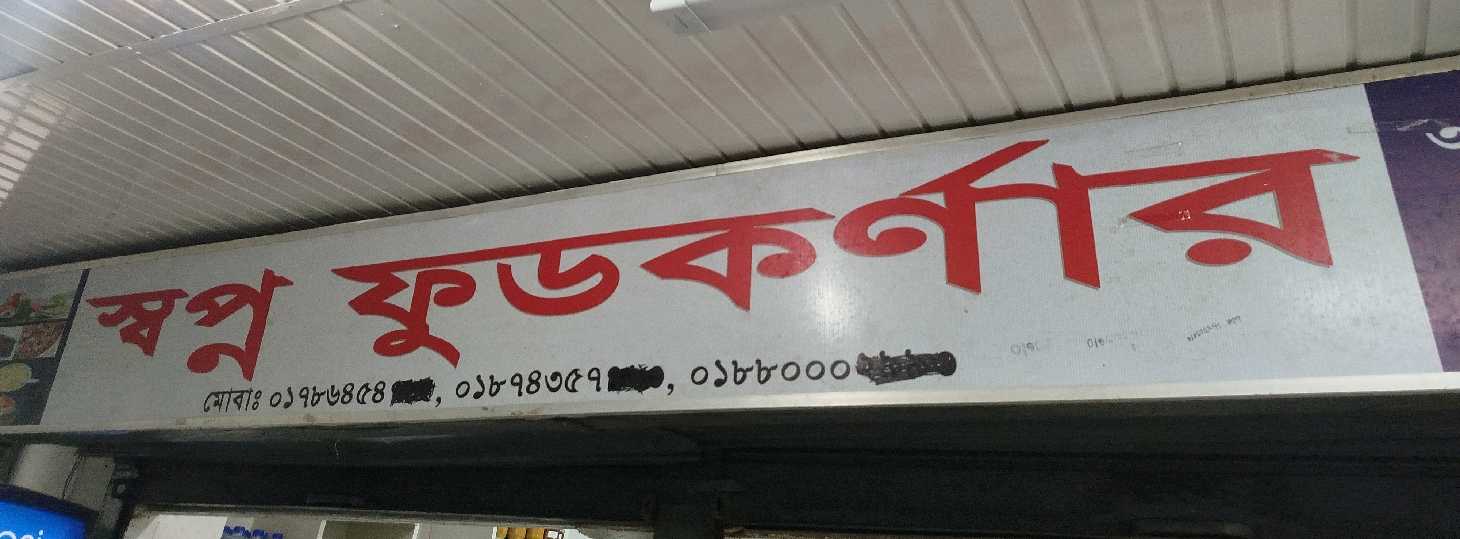 স্বপ্ন ফুডকর্ণার
মোবাঃ ০১৭৮৬৪৫৪, ০১৮৭৪৩৫৭, ০১৮৮০০০